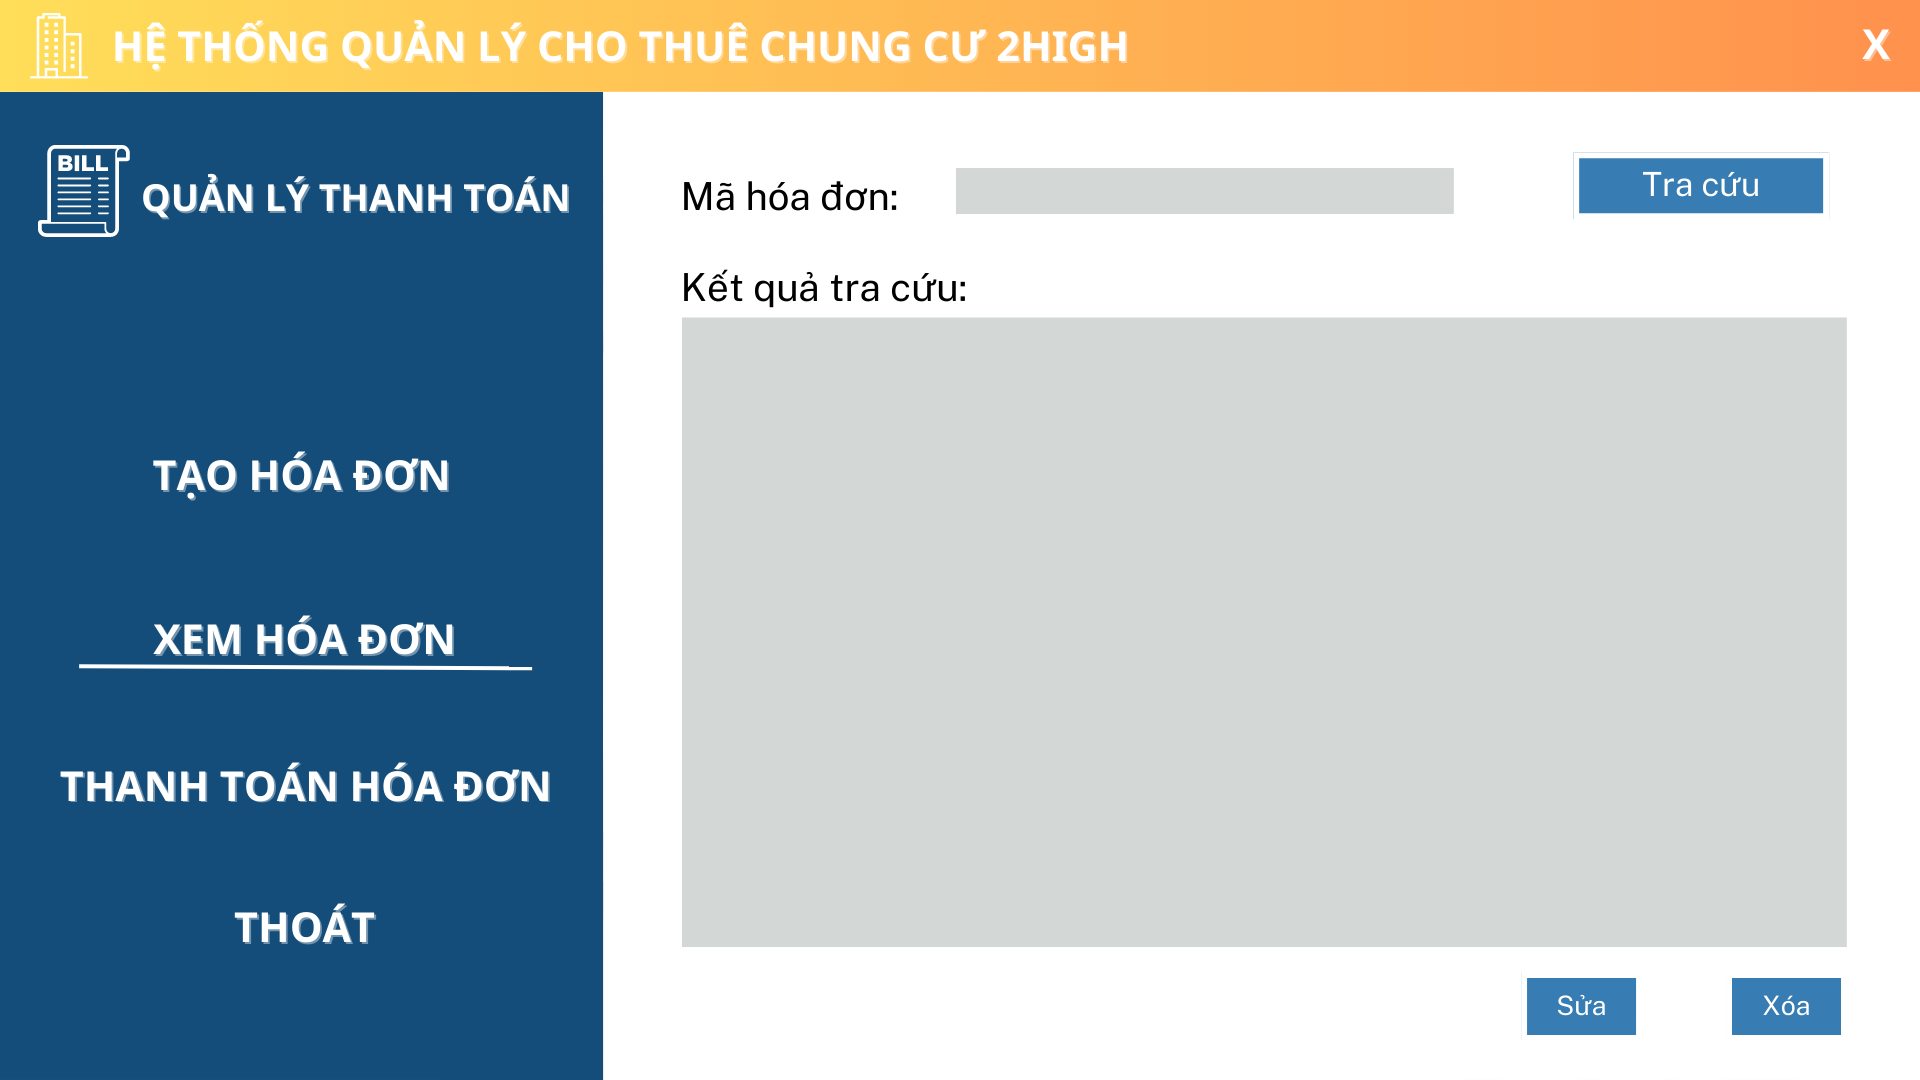 HỆ THỐNG QUẢN LÝ CHO THUÊ CHUNG CƯ 2HIGH
X
BILL
QUẢN LÝ THANH TOÁN
TẠO HÓA ĐƠN
XEM HÓA ĐƠN
THANH TOÁN HÓA ĐƠN
THOÁT
Mã hóa đơn:
Tra cứu
Kết quả tra cứu:
Sửa
Xóa